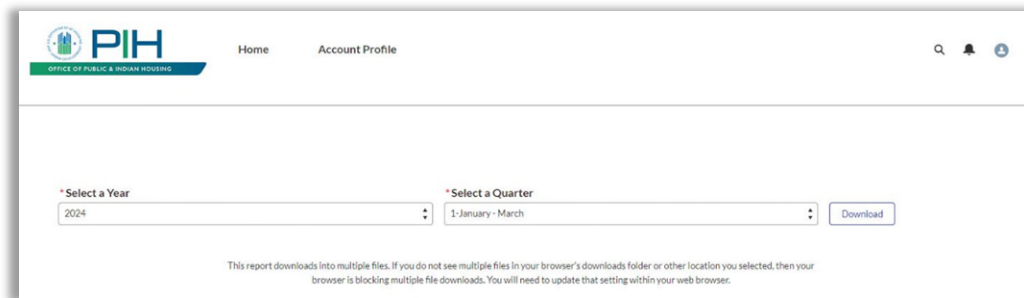 PIH
OFFICE OF PUBLIC & INDIAN HOUSING
Home Account Profile
*Select a Year
*Select a Quarter
2024
1-January - March
Download
This report downloads into multiple files. If you do not see multiple files in your browser's downloads folder or other location you selected, then your
browser is blocking multiple file downloads. You will need to update that setting within your web browser.